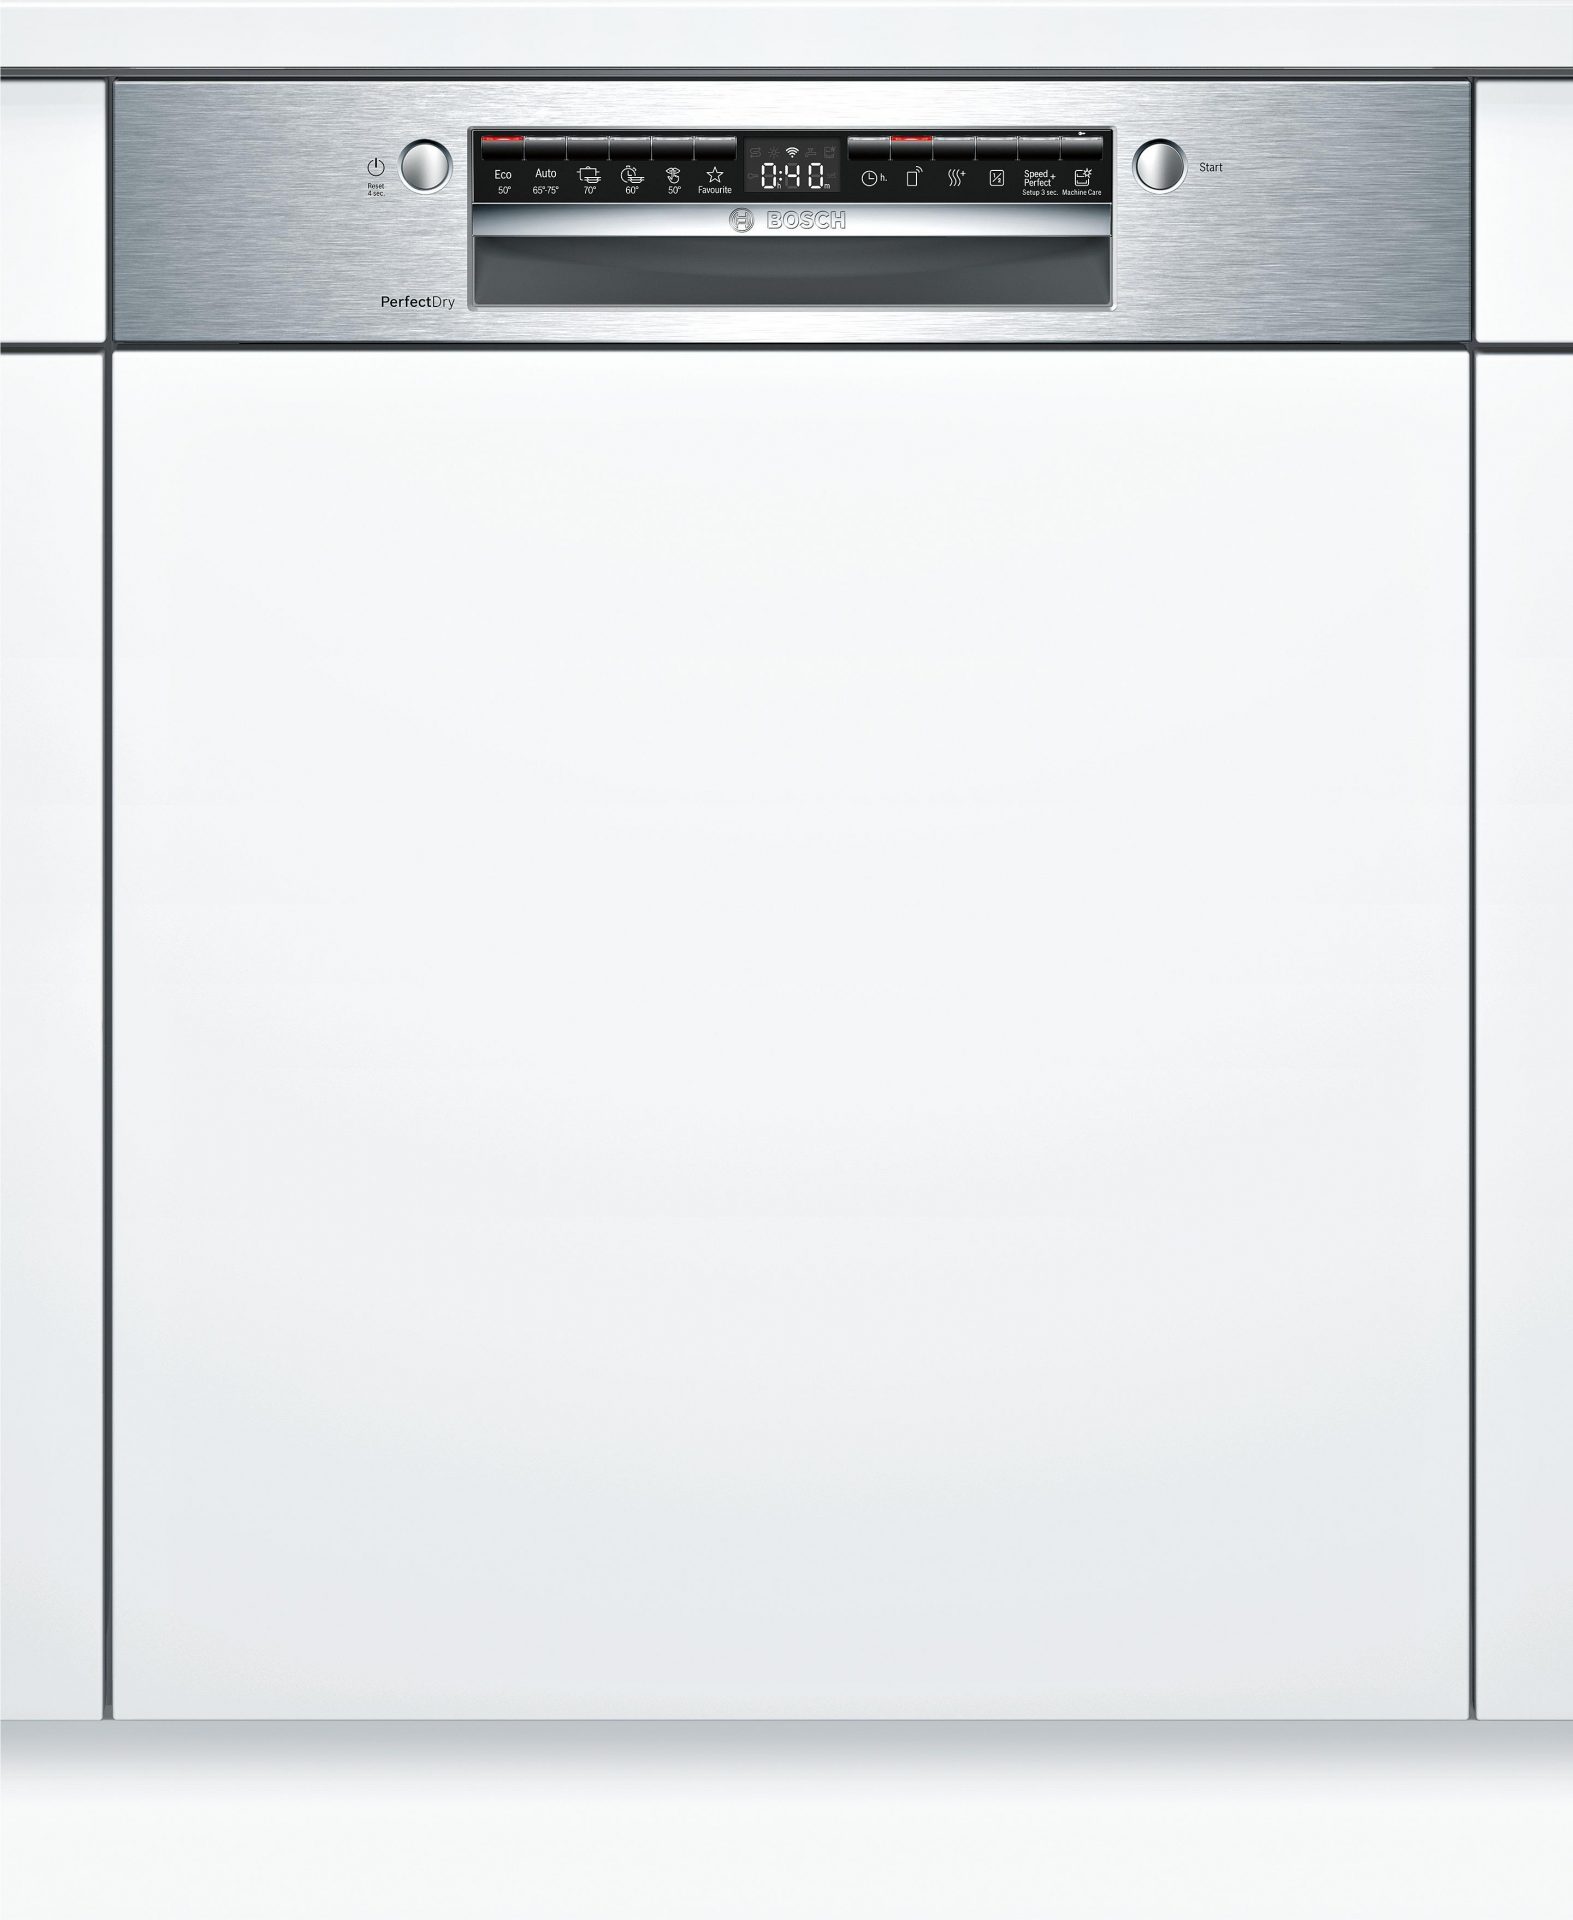 Reset
4 sec.
Eco
50°
Auto
65°-75°
70°
60°
50°
Favourite
0:40
h
m
set
h.
Speed +
Perfect
Setup 3 sec.
Machine Care
Start
BOSCH
PerfectDry